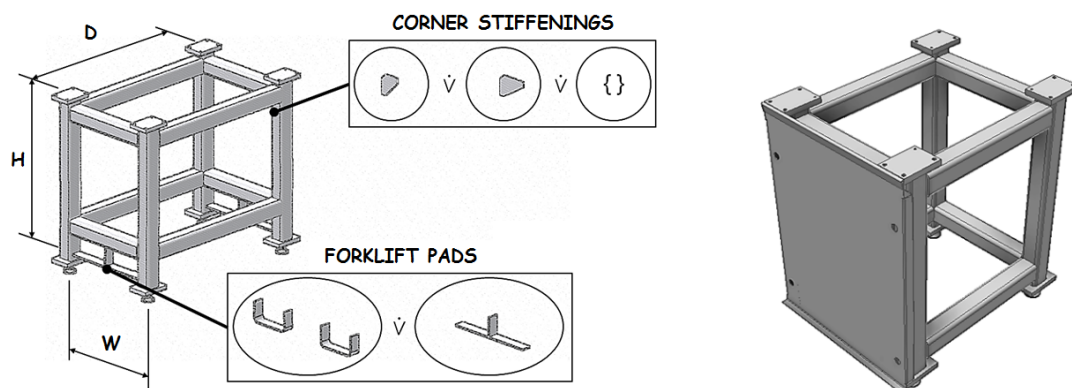 CORNER STIFFENINGS
D
V̇ V̇ { }
H
FORKLIFT PADS
V̇
W